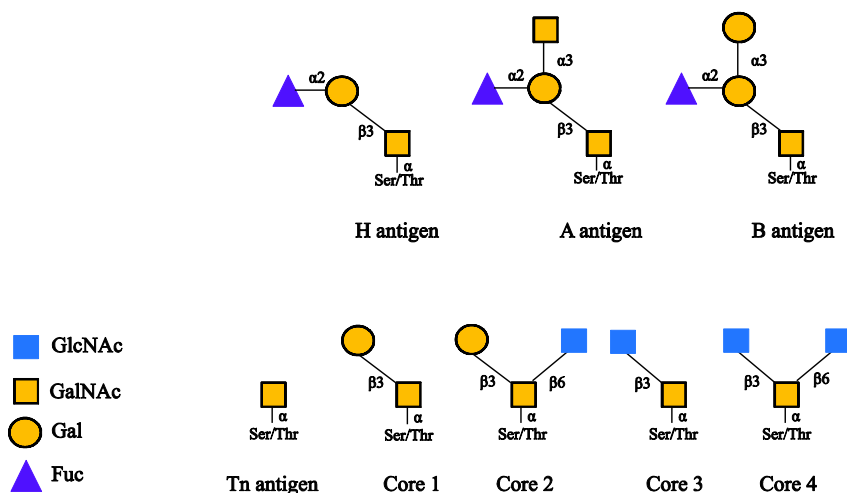 α3
α3
α2
α2
α2
β3
β3
β3
α
α
α
Ser/Thr
Ser/Thr
Ser/Thr
H antigen
A antigen
B antigen
GlcNAc
GalNAc
Gal
Fuc
β3
β3
β6
β3
β3
β6
α
α
α
α
α
Ser/Thr
Ser/Thr
Ser/Thr
Ser/Thr
Ser/Thr
Tn antigen
Core 1
Core 2
Core 3
Core 4